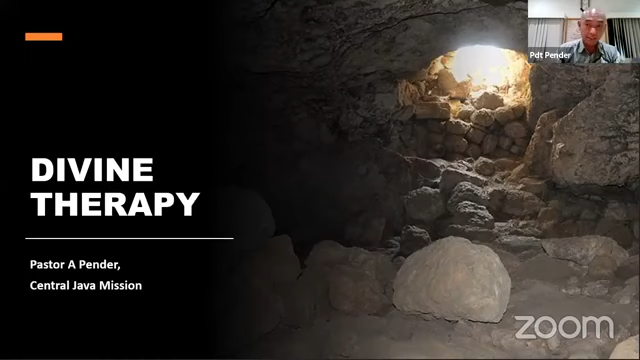 Pdt Pender
DIVINE
THERAPY
Pastor A Pender,
Central Java Mission
zoom